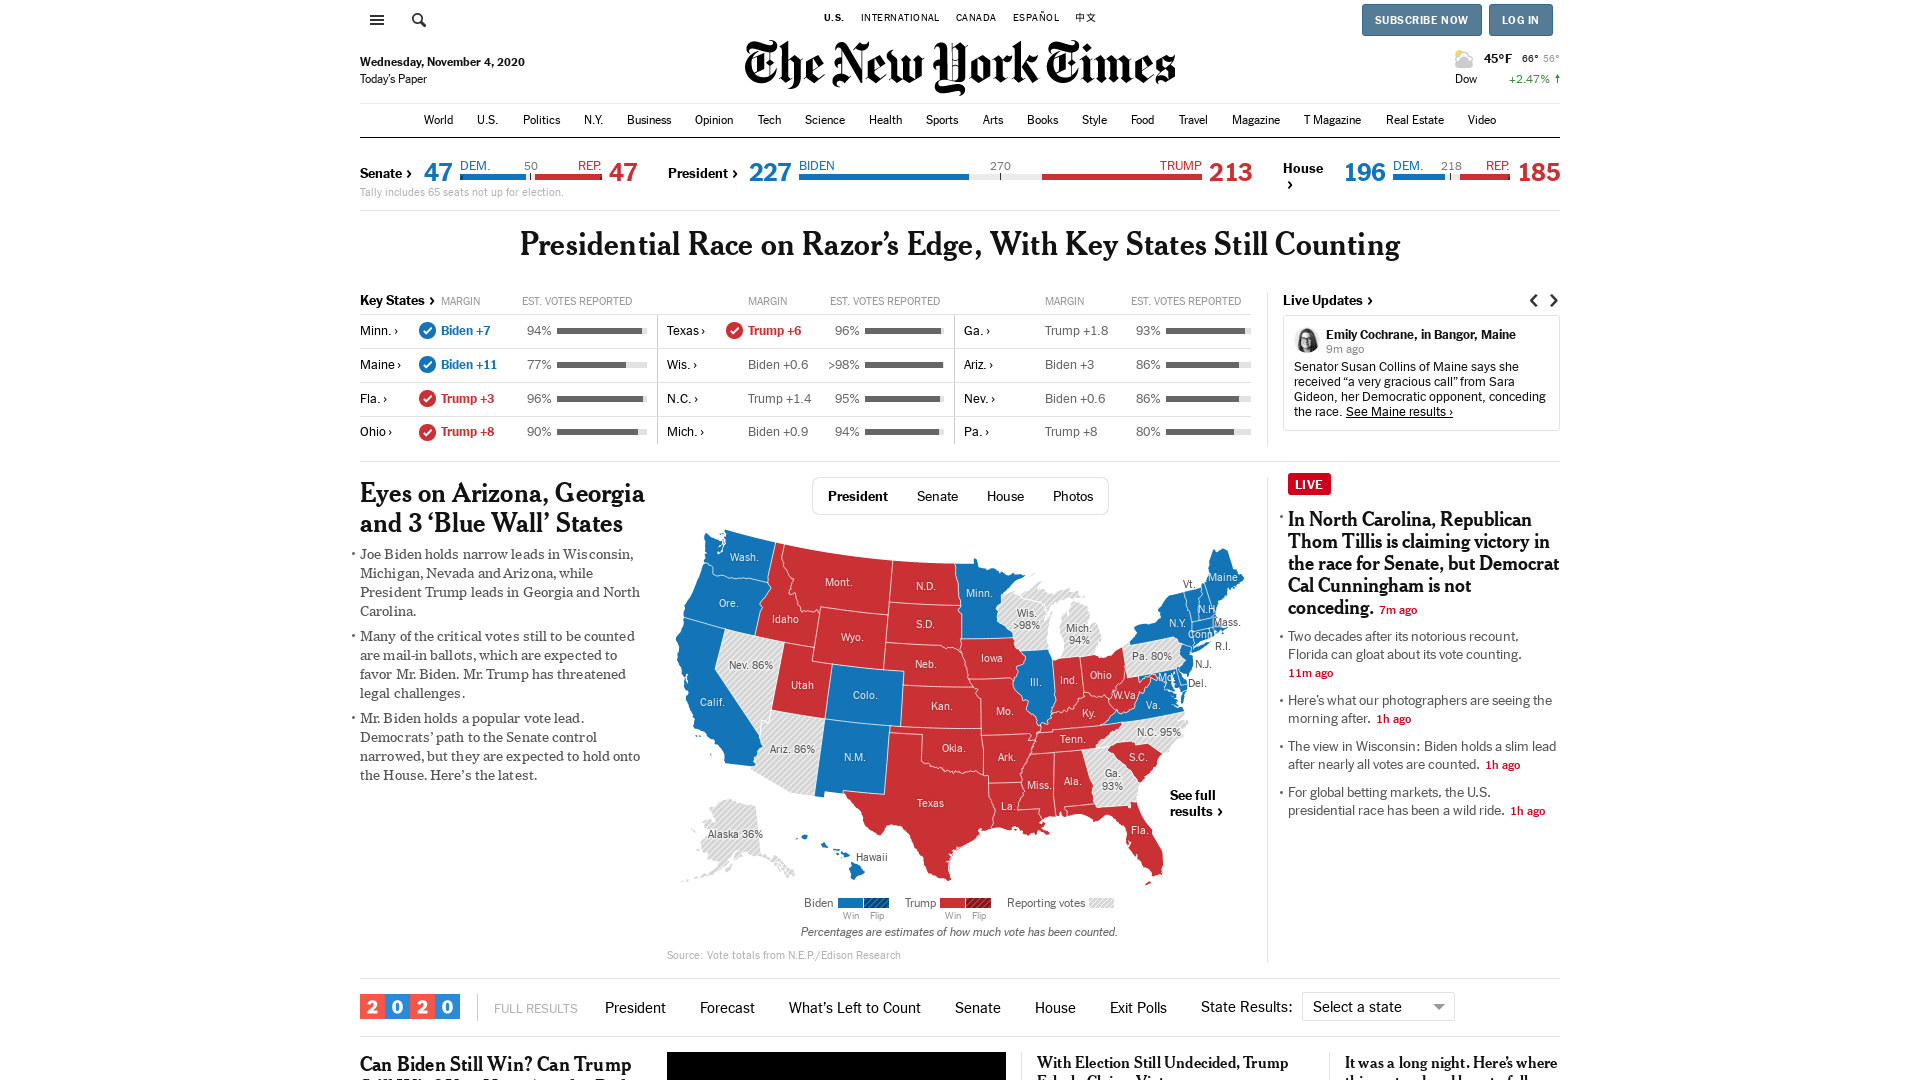 U.S. INTERNATIONAL CANADA ESPAÑOL 中文
SUBSCRIBE NOW LOG IN
The New York Times
Wednesday, November 4, 2020
Today's Paper
45°F 66° 56°
Dow +2.47% ↑
World U.S. Politics N.Y. Business Opinion Tech Science Health Sports Arts Books Style Food Travel Magazine T Magazine Real Estate Video
Senate › 47 DEM. 50 REP. 47
Tally includes 65 seats not up for election.
President › 227 BIDEN 270 TRUMP 213
House › 196 DEM. 218 REP. 185
Presidential Race on Razor's Edge, With Key States Still Counting
Key States › MARGIN EST. VOTES REPORTED MARGIN EST. VOTES REPORTED MARGIN EST. VOTES REPORTED
Minn. › Biden +7 94% Texas › Trump +6 96% Ga. › Trump +1.8 93%
Maine › Biden +11 77% Wis. › Biden +0.6 >98% Ariz. › Biden +3 86%
Fla. › Trump +3 96% N.C. › Trump +1.4 95% Nev. › Biden +0.6 86%
Ohio › Trump +8 90% Mich. › Biden +0.9 94% Pa. › Trump +8 80%
Live Updates ›
Emily Cochrane, in Bangor, Maine
9m ago
Senator Susan Collins of Maine says she
received “a very gracious call” from Sara
Gideon, her Democratic opponent, conceding
the race. See Maine results ›
Eyes on Arizona, Georgia
and 3 ‘Blue Wall’ States
• Joe Biden holds narrow leads in Wisconsin,
Michigan, Nevada and Arizona, while
President Trump leads in Georgia and North
Carolina.
• Many of the critical votes still to be counted
are mail-in ballots, which are expected to
favor Mr. Biden. Mr. Trump has threatened
legal challenges.
• Mr. Biden holds a popular vote lead.
Democrats’ path to the Senate control
narrowed, but they are expected to hold onto
the House. Here’s the latest.
President Senate House Photos
Wash.
Mont.
N.D.
Minn.
Maine
Vt.
Ore.
Idaho
S.D.
Wis.
>98%
Mich.
94%
N.Y.
N.H.
Mass.
Conn.
R.I.
Wyo.
Nev. 86%
Neb.
Iowa
Pa. 80%
N.J.
Utah
Colo.
Ill.
Ind.
Ohio
Md.
Del.
Calif.
Kan.
Mo.
W.Va.
Va.
Ky.
Ariz. 86%
N.M.
Okla.
Ark.
Tenn.
N.C. 95%
S.C.
Texas
La.
Miss.
Ala.
Ga.
93%
Fla.
Alaska 36%
Hawaii
See full
results ›
Biden Trump Reporting votes
Win Flip Win Flip
Percentages are estimates of how much vote has been counted.
Source: Vote totals from N.E.P./Edison Research
LIVE
• In North Carolina, Republican
Thom Tillis is claiming victory in
the race for Senate, but Democrat
Cal Cunningham is not
conceding. 7m ago
• Two decades after its notorious recount,
Florida can gloat about its vote counting.
11m ago
• Here’s what our photographers are seeing the
morning after. 1h ago
• The view in Wisconsin: Biden holds a slim lead
after nearly all votes are counted. 1h ago
• For global betting markets, the U.S.
presidential race has been a wild ride. 1h ago
2020 FULL RESULTS President Forecast What’s Left to Count Senate House Exit Polls State Results: Select a state
Can Biden Still Win? Can Trump
With Election Still Undecided, Trump
It was a long night. Here’s where